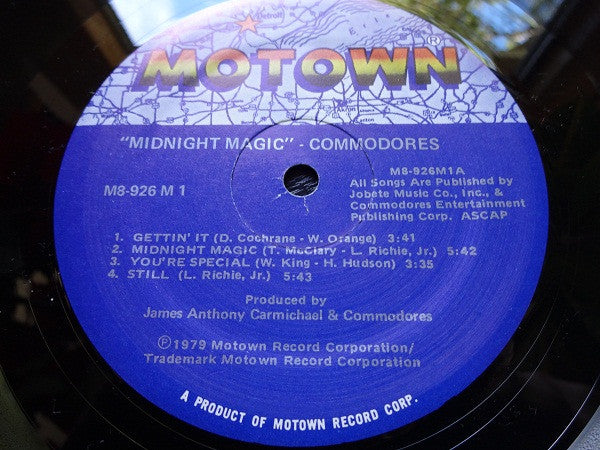 Detroit
MOTOWN®
"MIDNIGHT MAGIC" - COMMODORES
M8-926 M 1
M8-926M1A
All Songs Are Published by
Jobete Music Co., Inc., &
Commodores Entertainment
Publishing Corp. ASCAP
1. GETTIN' IT (D. Cochrane - W. Orange) 3:41
2. MIDNIGHT MAGIC (T. McClary - L. Richie, Jr.) 5:42
3. YOU'RE SPECIAL (W. King - H. Hudson) 3:35
4. STILL (L. Richie, Jr.) 5:43
Produced by
James Anthony Carmichael & Commodores
Ⓟ1979 Motown Record Corporation/
Trademark Motown Record Corporation
A PRODUCT OF MOTOWN RECORD CORP.